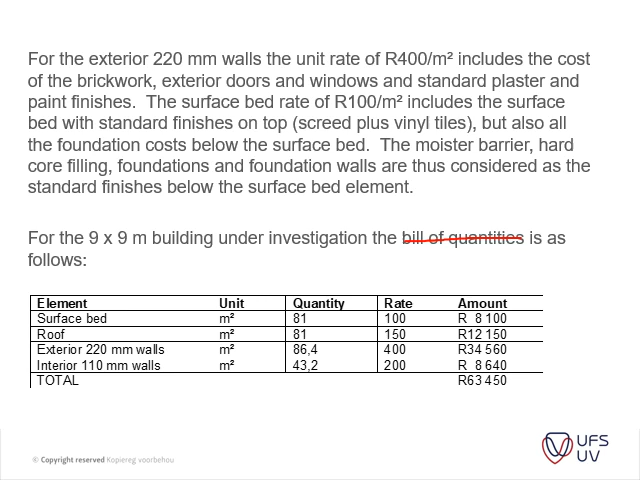 For the exterior 220 mm walls the unit rate of R400/m² includes the cost
of the brickwork, exterior doors and windows and standard plaster and
paint finishes.  The surface bed rate of R100/m² includes the surface
bed with standard finishes on top (screed plus vinyl tiles), but also all
the foundation costs below the surface bed.  The moister barrier, hard
core filling, foundations and foundation walls are thus considered as the
standard finishes below the surface bed element.
For the 9 x 9 m building under investigation the bill of quantities is as
follows:
Element Unit Quantity Rate Amount
Surface bed m² 81 100 R 8 100
Roof m² 81 150 R12 150
Exterior 220 mm walls m² 86,4 400 R34 560
Interior 110 mm walls m² 43,2 200 R 8 640
TOTAL R63 450
© Copyright reserved Kopiereg voorbehou
UFS
UV